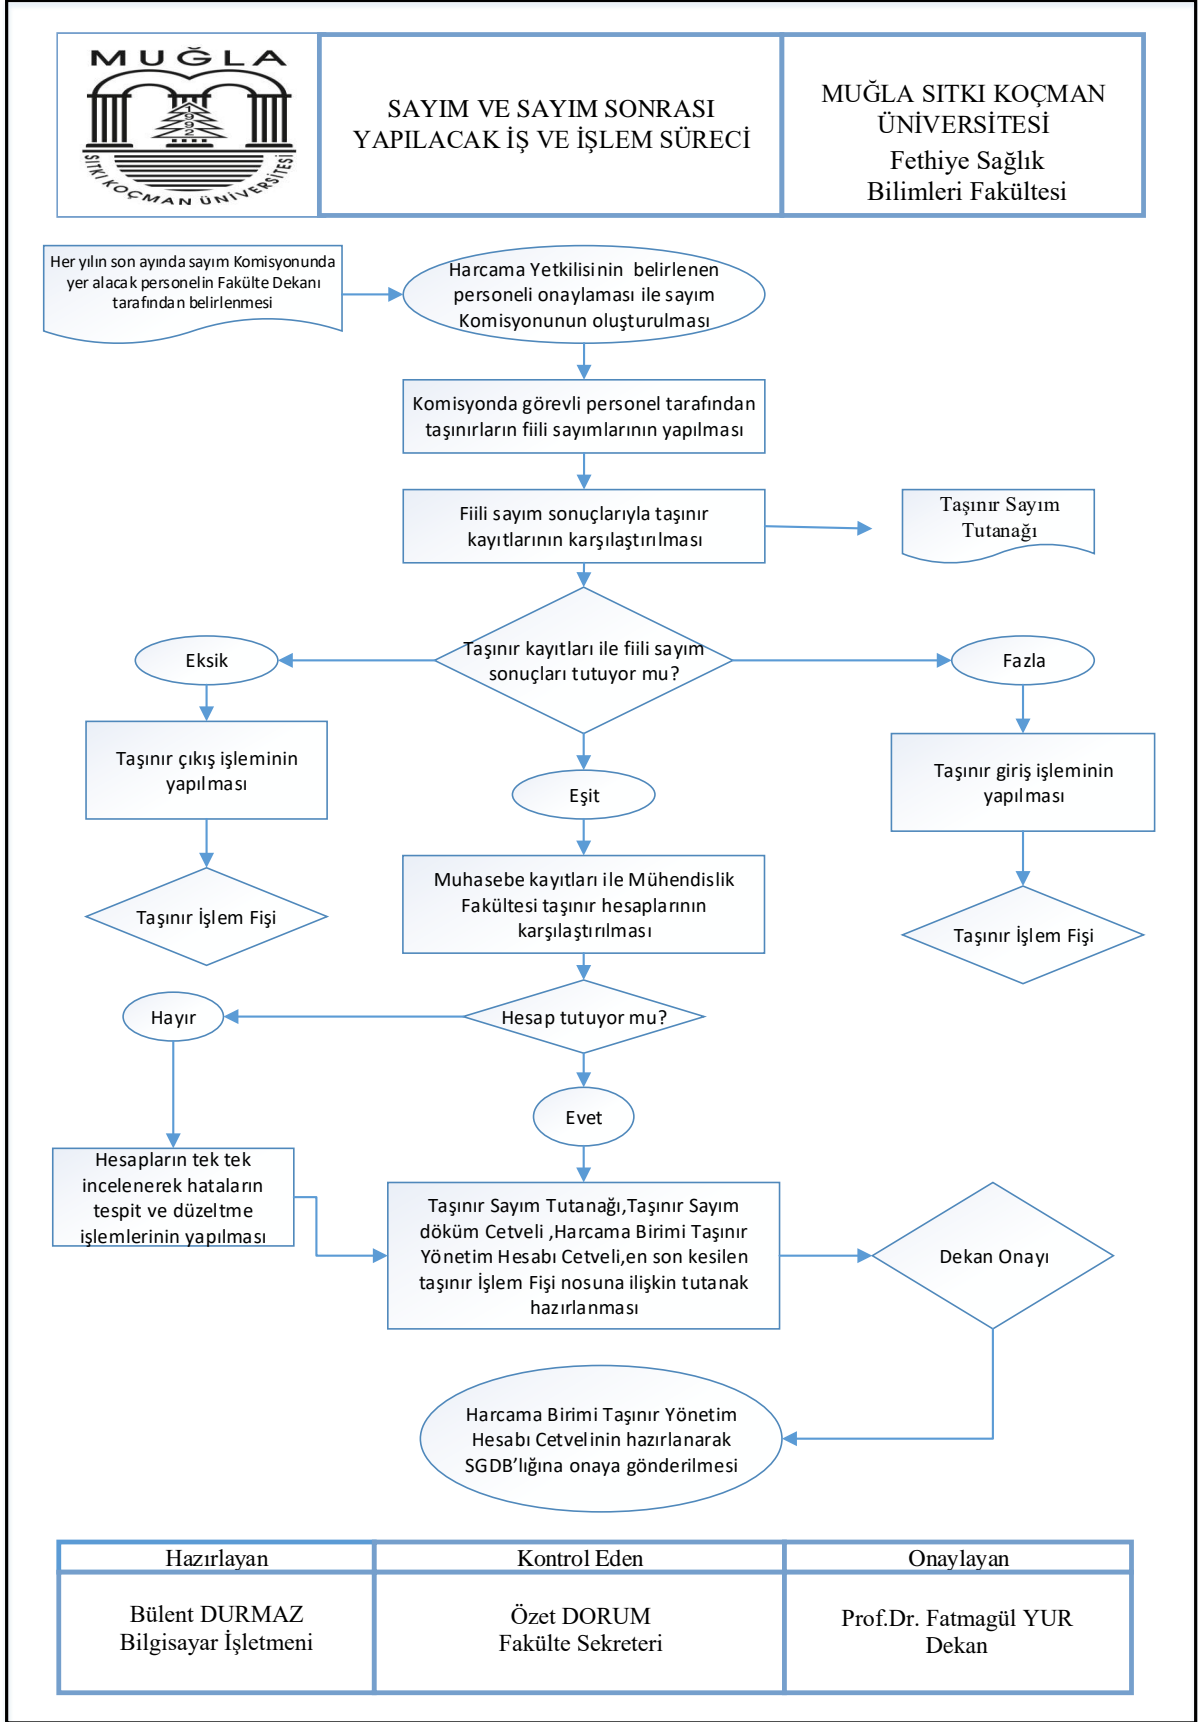 MUĞLA
1992
SITKI KOÇMAN ÜNİVERSİTESİ
SAYIM VE SAYIM SONRASI
YAPILACAK İŞ VE İŞLEM SÜRECİ
MUĞLA SITKI KOÇMAN
ÜNİVERSİTESİ
Fethiye Sağlık
Bilimleri Fakültesi
Her yılın son ayında sayım Komisyonunda
yer alacak personelin Fakülte Dekanı
tarafından belirlenmesi
Harcama Yetkilisinin belirlenen
personeli onaylaması ile sayım
Komisyonunun oluşturulması
Komisyonda görevli personel tarafından
taşınırların fiili sayımlarının yapılması
Fiili sayım sonuçlarıyla taşınır
kayıtlarının karşılaştırılması
Taşınır Sayım
Tutanağı
Taşınır kayıtları ile fiili sayım
sonuçları tutuyor mu?
Eksik
Fazla
Taşınır çıkış işleminin
yapılması
Eşit
Taşınır giriş işleminin
yapılması
Muhasebe kayıtları ile Mühendislik
Fakültesi taşınır hesaplarının
karşılaştırılması
Taşınır İşlem Fişi
Taşınır İşlem Fişi
Hayır
Hesap tutuyor mu?
Evet
Hesapların tek tek
incelenerek hataların
tespit ve düzeltme
işlemlerinin yapılması
Taşınır Sayım Tutanağı,Taşınır Sayım
döküm Cetveli ,Harcama Birimi Taşınır
Yönetim Hesabı Cetveli,en son kesilen
taşınır İşlem Fişi nosuna ilişkin tutanak
hazırlanması
Dekan Onayı
Harcama Birimi Taşınır Yönetim
Hesabı Cetvelinin hazırlanarak
SGDB’lığına onaya gönderilmesi
Hazırlayan
Kontrol Eden
Onaylayan
Bülent DURMAZ
Bilgisayar İşletmeni
Özet DORUM
Fakülte Sekreteri
Prof.Dr. Fatmagül YUR
Dekan